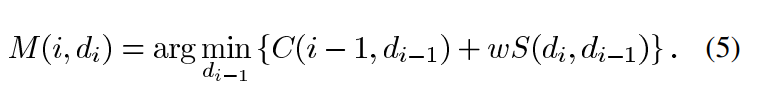 M(i, d_i) = arg min_{d_{i−1}} {C(i − 1, d_{i−1}) + wS(d_i, d_{i−1})} . (5)